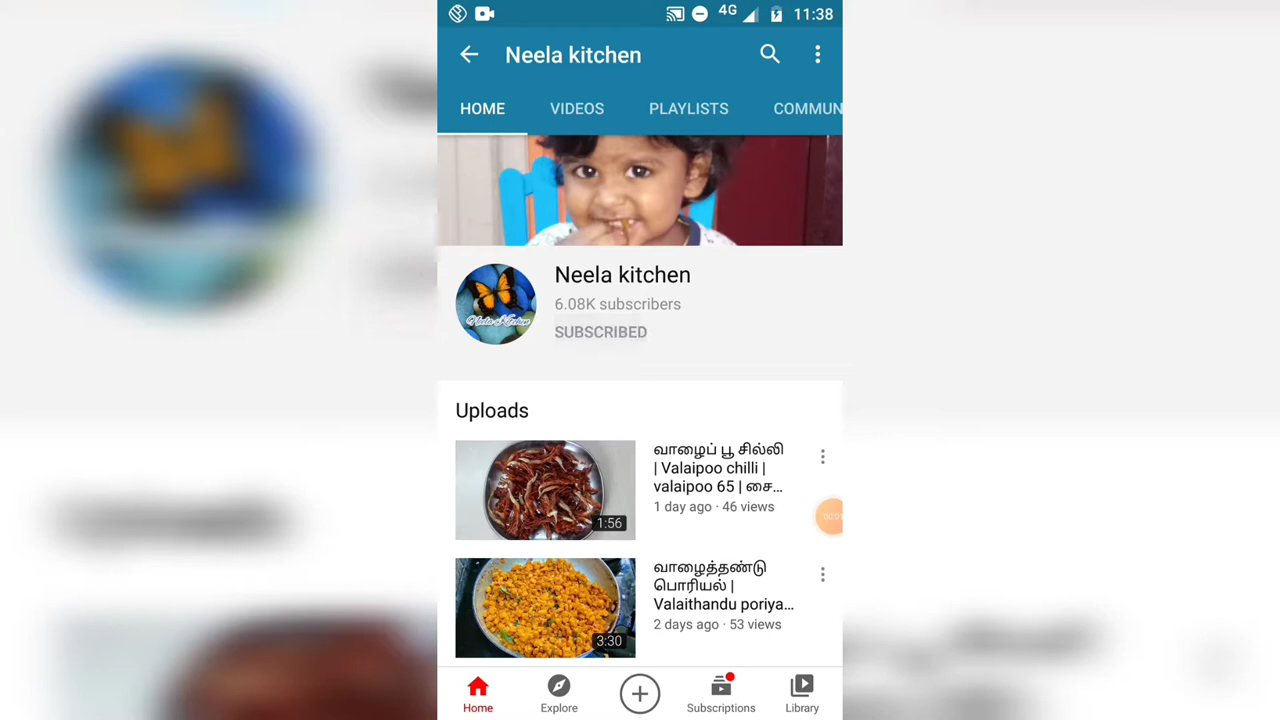 4G 11:38
Neela kitchen
HOME VIDEOS PLAYLISTS COMMUN
Neela kitchen
6.08K subscribers
SUBSCRIBED
Neela Kitchen
Uploads
வாழைப் பூ சில்லி
| Valaipoo chilli |
valaipoo 65 | சை...
1 day ago · 46 views
1:56
வாழைத்தண்டு
பொரியல் |
Valaithandu poriya...
2 days ago · 53 views
3:30
Home Explore Subscriptions Library